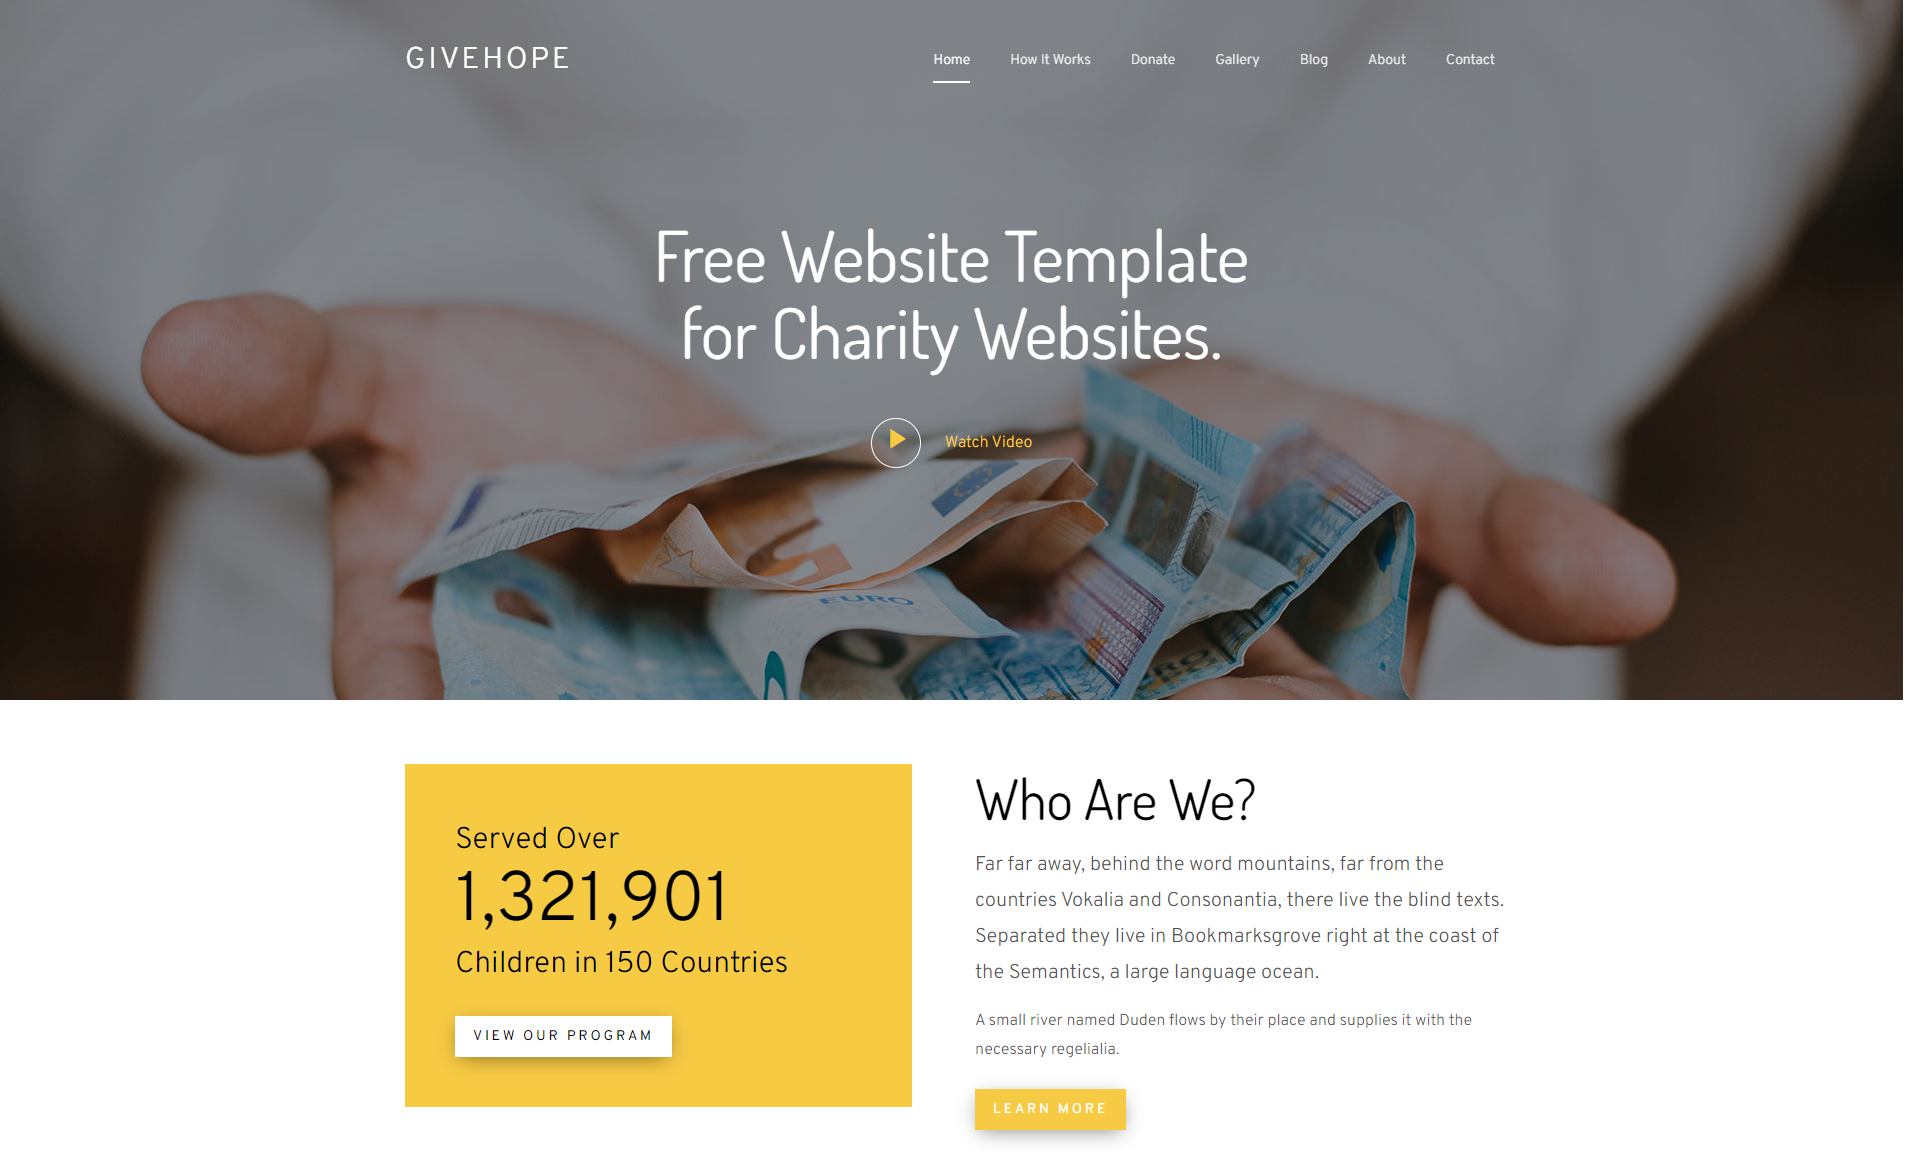 GIVEHOPE
Home How It Works Donate Gallery Blog About Contact
Free Website Template
for Charity Websites.
Watch Video
EURO
Served Over
1,321,901
Children in 150 Countries
VIEW OUR PROGRAM
Who Are We?
Far far away, behind the word mountains, far from the
countries Vokalia and Consonantia, there live the blind texts.
Separated they live in Bookmarksgrove right at the coast of
the Semantics, a large language ocean.
A small river named Duden flows by their place and supplies it with the
necessary regelialia.
LEARN MORE